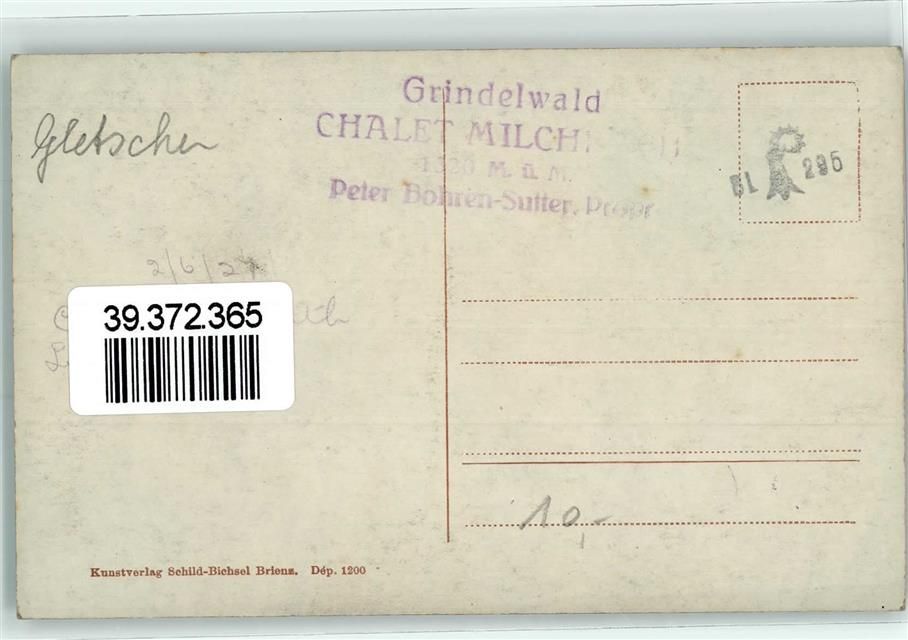 Grindelwald
CHALET
M. ü. M.
Peter Bohren-Sutter, Propr
Gletscher
BL 295
2/6/2
39.372.365
10,-
Kunstverlag Schild-Bichsel Brienz. Dép. 1200